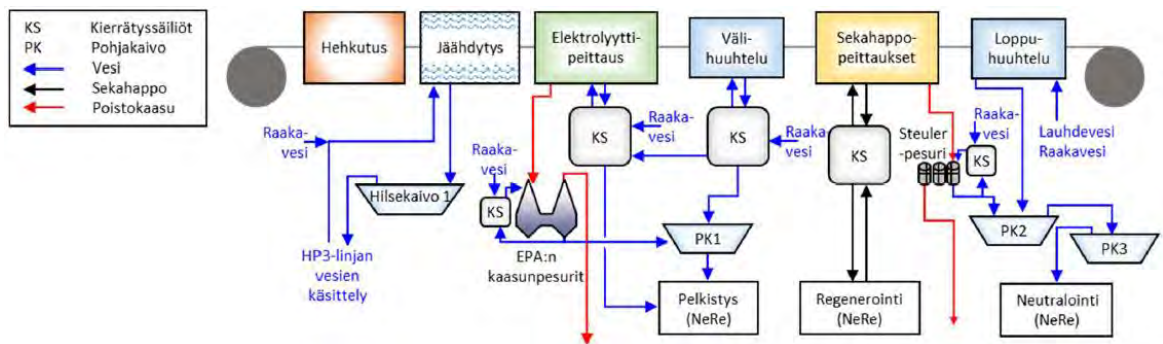 KS Kierrätyssäiliöt
PK Pohjakaivo
Vesi
Sekahappo
Poistokaasu
Hehkutus
Jäähdytys
Elektrolyytti-
peittaus
Väli-
huuhtelu
Sekahappo-
peittaukset
Loppu-
huuhtelu
Raaka-
vesi
Hilsekaivo 1
HP3-linjan
vesien
käsittely
Raaka-
vesi
KS
EPA:n
kaasunpesurit
KS
Raaka-
vesi
KS
Raaka-
vesi
PK1
Pelkistys
(NeRe)
KS
Regenerointi
(NeRe)
Steuler
-pesuri
Raaka-
vesi
KS
Lauhdevesi
Raakavesi
PK2
PK3
Neutralointi
(NeRe)